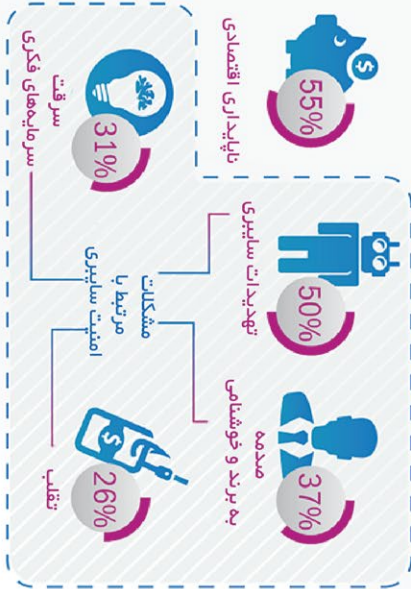 55%
ناپایداری اقتصادی
50%
تهدیدات سایبری
37%
صدمه
به برند و خوشنامی
31%
سرقت
سرمایه‌های فکری
مشکلات
مرتبط با
امنیت سایبری
26%
تقلب